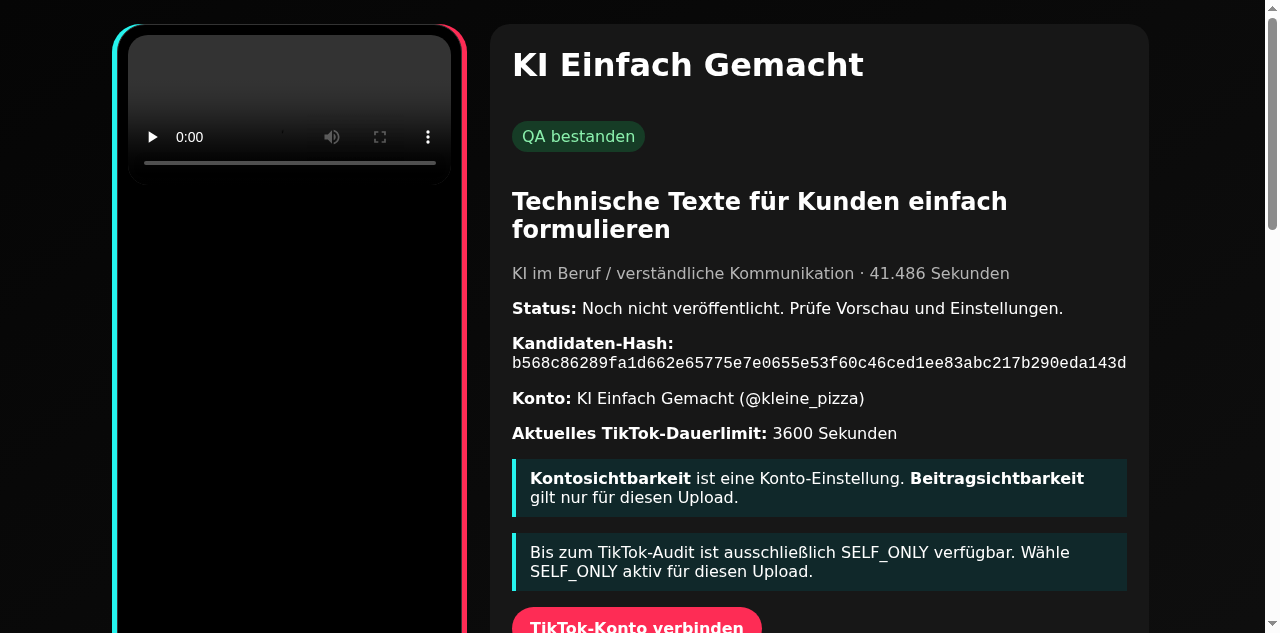 0:00
KI Einfach Gemacht
QA bestanden
Technische Texte für Kunden einfach
formulieren
KI im Beruf / verständliche Kommunikation · 41.486 Sekunden
Status: Noch nicht veröffentlicht. Prüfe Vorschau und Einstellungen.
Kandidaten-Hash:
b568c86289fa1d662e65775e7e0655e53f60c46ced1ee83abc217b290eda143d
Konto: KI Einfach Gemacht (@kleine_pizza)
Aktuelles TikTok-Dauerlimit: 3600 Sekunden
Kontosichtbarkeit ist eine Konto-Einstellung. Beitragsichtbarkeit
gilt nur für diesen Upload.
Bis zum TikTok-Audit ist ausschließlich SELF_ONLY verfügbar. Wähle
SELF_ONLY aktiv für diesen Upload.
TikTok-Konto verbinden